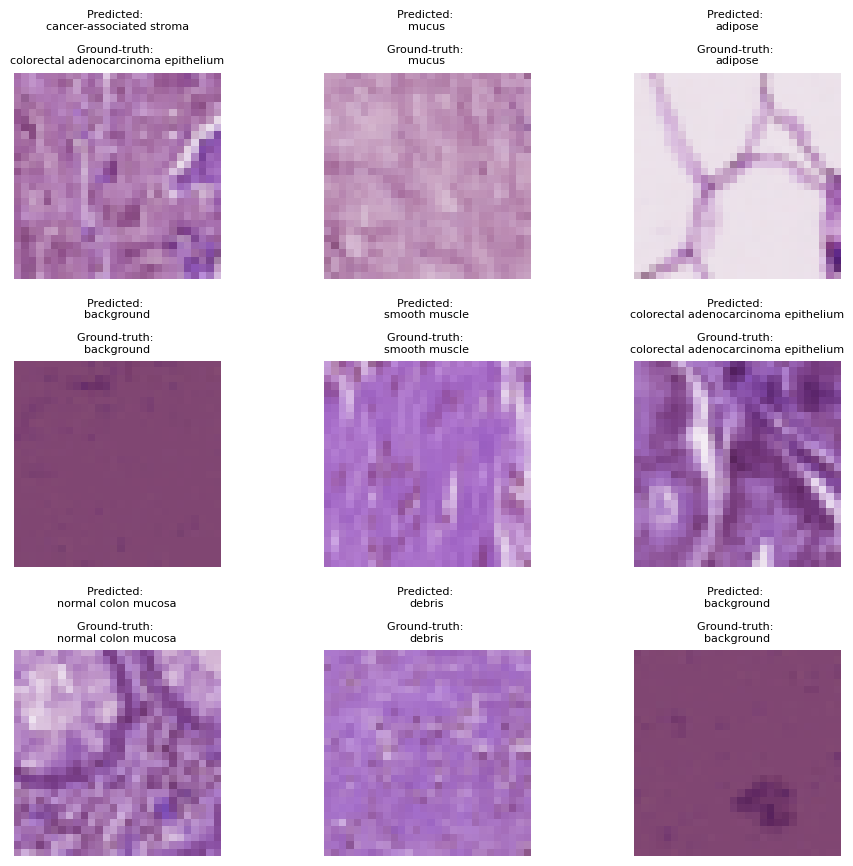 Predicted:
cancer-associated stroma
Ground-truth:
colorectal adenocarcinoma epithelium
Predicted:
mucus
Ground-truth:
mucus
Predicted:
adipose
Ground-truth:
adipose
Predicted:
background
Ground-truth:
background
Predicted:
smooth muscle
Ground-truth:
smooth muscle
Predicted:
colorectal adenocarcinoma epithelium
Ground-truth:
colorectal adenocarcinoma epithelium
Predicted:
normal colon mucosa
Ground-truth:
normal colon mucosa
Predicted:
debris
Ground-truth:
debris
Predicted:
background
Ground-truth:
background